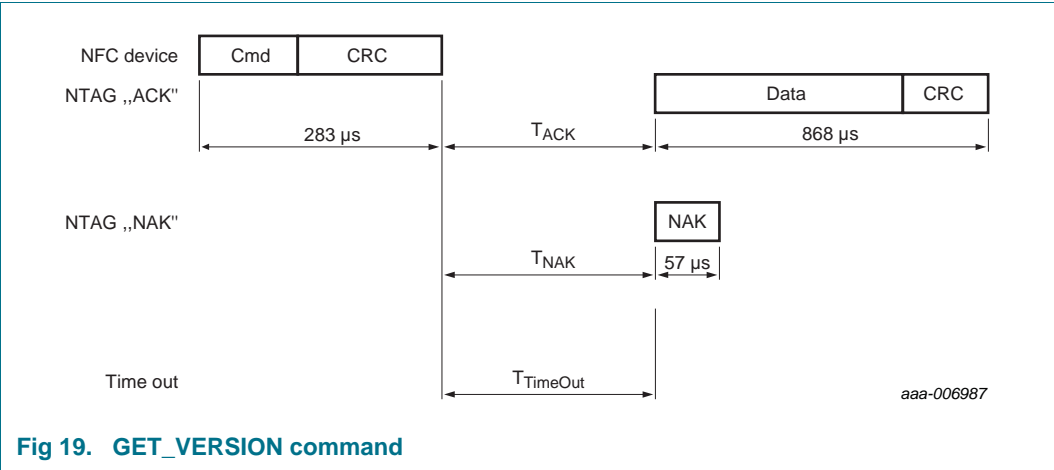 NFC device Cmd CRC
NTAG ,,ACK" Data CRC
283 µs TACK 868 µs
NTAG ,,NAK" NAK
TNAK 57 µs
Time out TTimeOut aaa-006987
Fig 19. GET_VERSION command